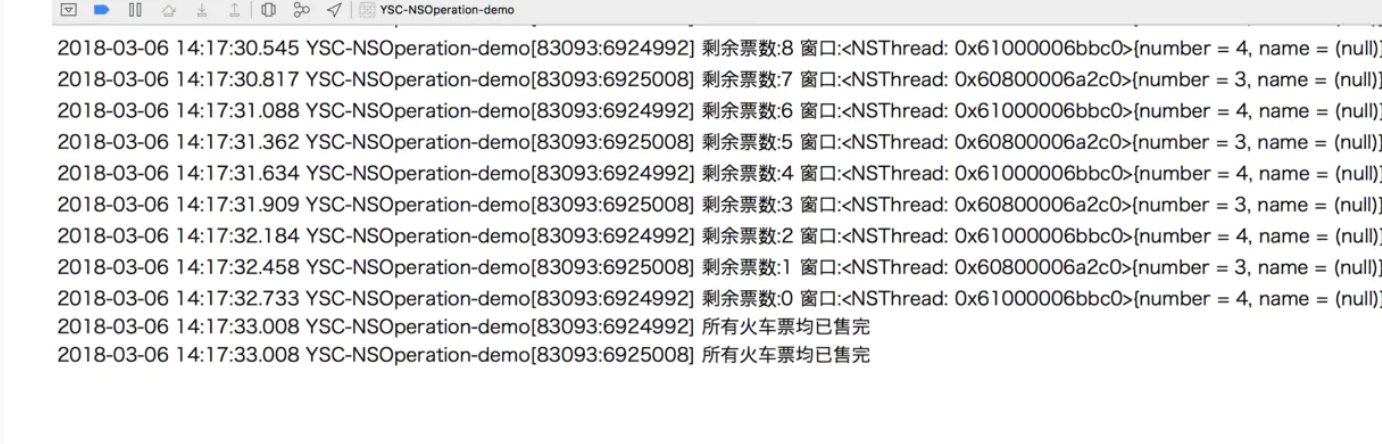 YSC-NSOperation-demo
2018-03-06 14:17:30.545 YSC-NSOperation-demo[83093:6924992] 剩余票数:8 窗口:<NSThread: 0x61000006bbc0>{number = 4, name = (null)}
2018-03-06 14:17:30.817 YSC-NSOperation-demo[83093:6925008] 剩余票数:7 窗口:<NSThread: 0x60800006a2c0>{number = 3, name = (null)}
2018-03-06 14:17:31.088 YSC-NSOperation-demo[83093:6924992] 剩余票数:6 窗口:<NSThread: 0x61000006bbc0>{number = 4, name = (null)}
2018-03-06 14:17:31.362 YSC-NSOperation-demo[83093:6925008] 剩余票数:5 窗口:<NSThread: 0x60800006a2c0>{number = 3, name = (null)}
2018-03-06 14:17:31.634 YSC-NSOperation-demo[83093:6924992] 剩余票数:4 窗口:<NSThread: 0x61000006bbc0>{number = 4, name = (null)}
2018-03-06 14:17:31.909 YSC-NSOperation-demo[83093:6925008] 剩余票数:3 窗口:<NSThread: 0x60800006a2c0>{number = 3, name = (null)}
2018-03-06 14:17:32.184 YSC-NSOperation-demo[83093:6924992] 剩余票数:2 窗口:<NSThread: 0x61000006bbc0>{number = 4, name = (null)}
2018-03-06 14:17:32.458 YSC-NSOperation-demo[83093:6925008] 剩余票数:1 窗口:<NSThread: 0x60800006a2c0>{number = 3, name = (null)}
2018-03-06 14:17:32.733 YSC-NSOperation-demo[83093:6924992] 剩余票数:0 窗口:<NSThread: 0x61000006bbc0>{number = 4, name = (null)}
2018-03-06 14:17:33.008 YSC-NSOperation-demo[83093:6924992] 所有火车票均已售完
2018-03-06 14:17:33.008 YSC-NSOperation-demo[83093:6925008] 所有火车票均已售完